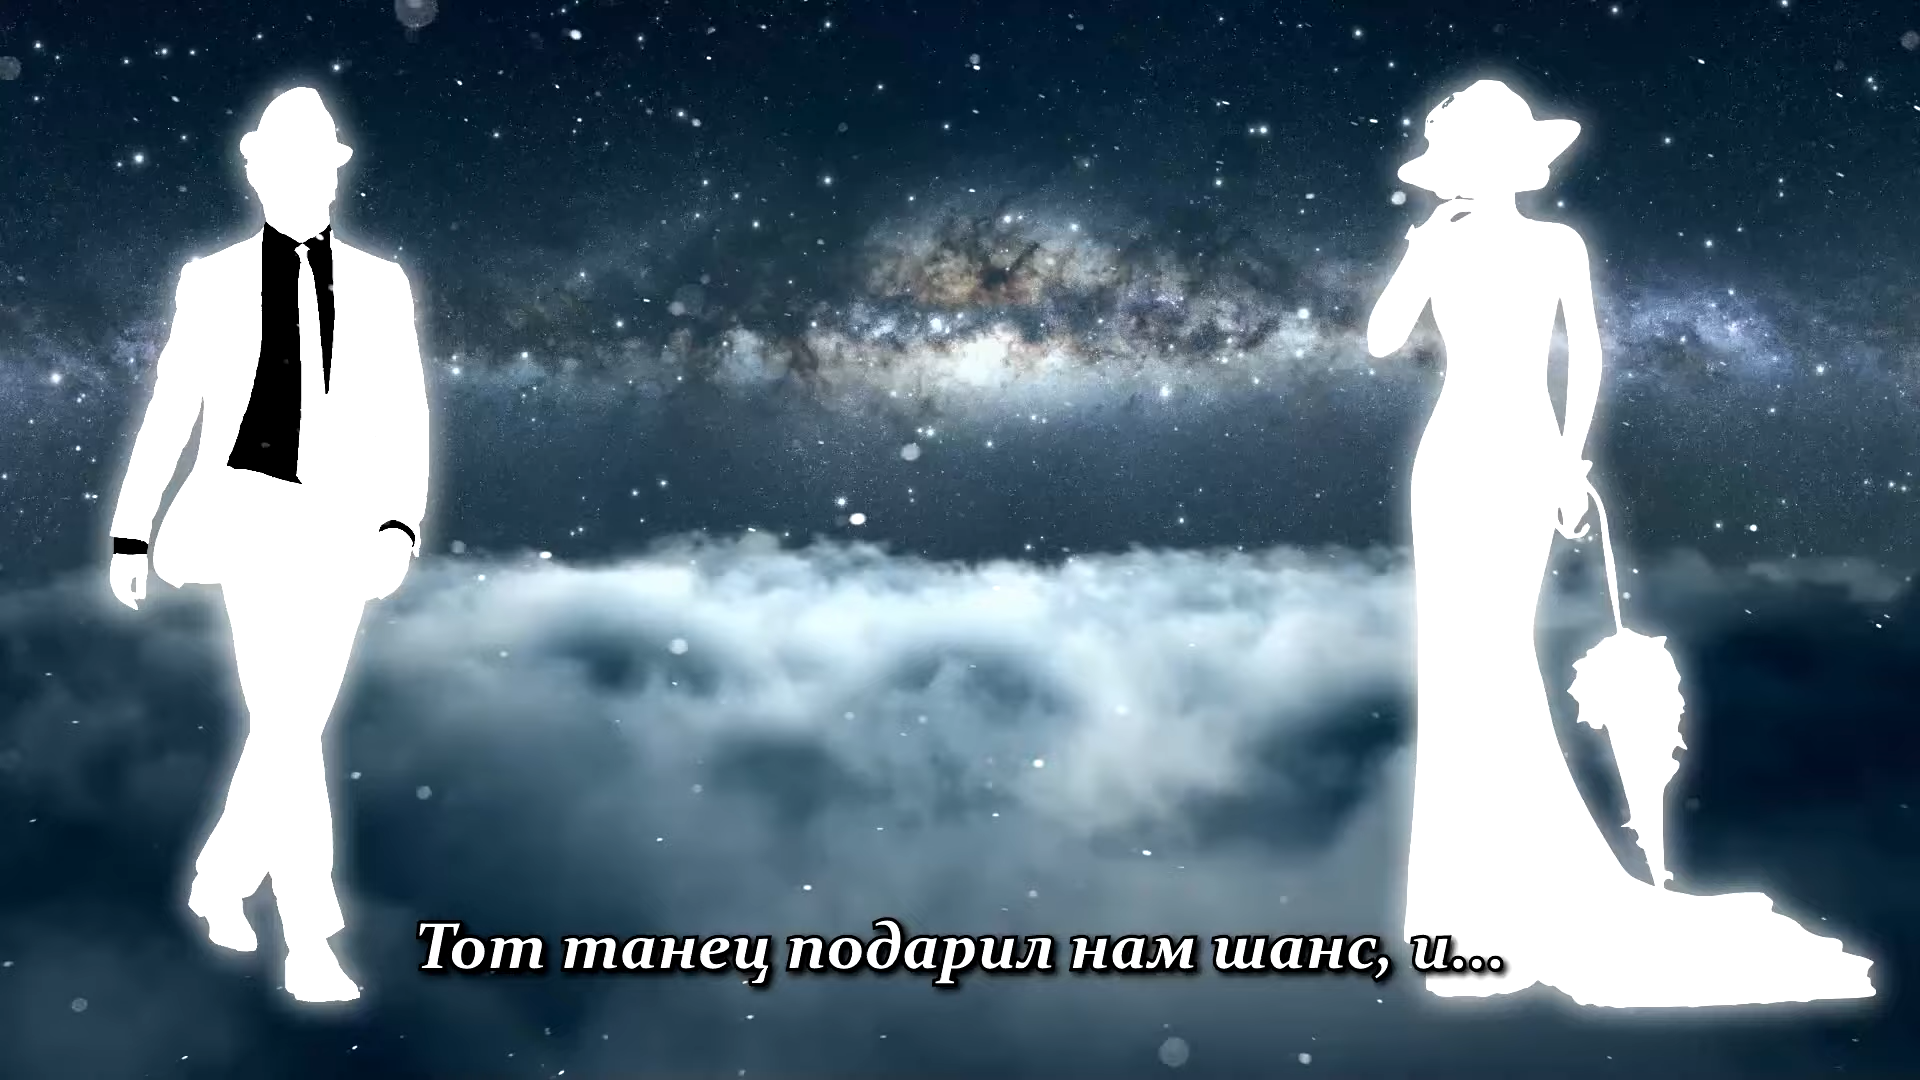 Тот танец подарил нам шанс, и...